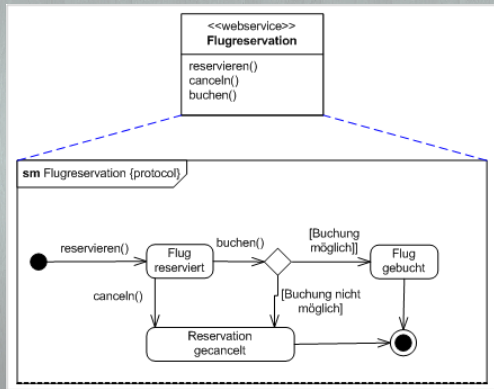 <<webservice>>
Flugreservation
reservieren()
canceln()
buchen()
sm Flugreservation {protocol}
reservieren()
Flug
reserviert
buchen()
[Buchung
möglich]]
Flug
gebucht
canceln()
[Buchung nicht
möglich]
Reservation
gecancelt